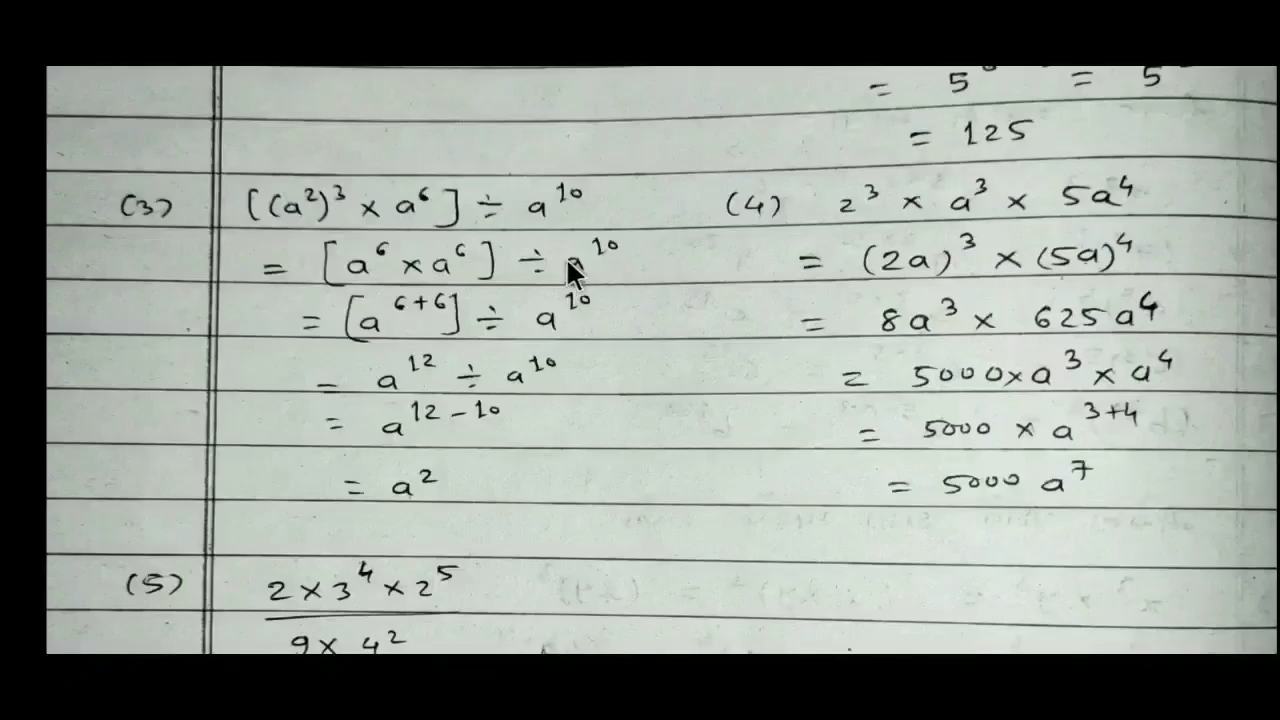 = 5 = 5
= 125
(3) [(a²)³ × a⁶] ÷ a¹⁰
= [a⁶ × a⁶] ÷ a¹⁰
= [a⁶⁺⁶] ÷ a¹⁰
= a¹² ÷ a¹⁰
= a¹²⁻¹⁰
= a²
(4) 2³ × a³ × 5a⁴
= (2a)³ × (5a)⁴
= 8a³ × 625a⁴
= 5000 × a³ × a⁴
= 5000 × a³⁺⁴
= 5000 a⁷
(5) 2 × 3⁴ × 2⁵
9 × 4²